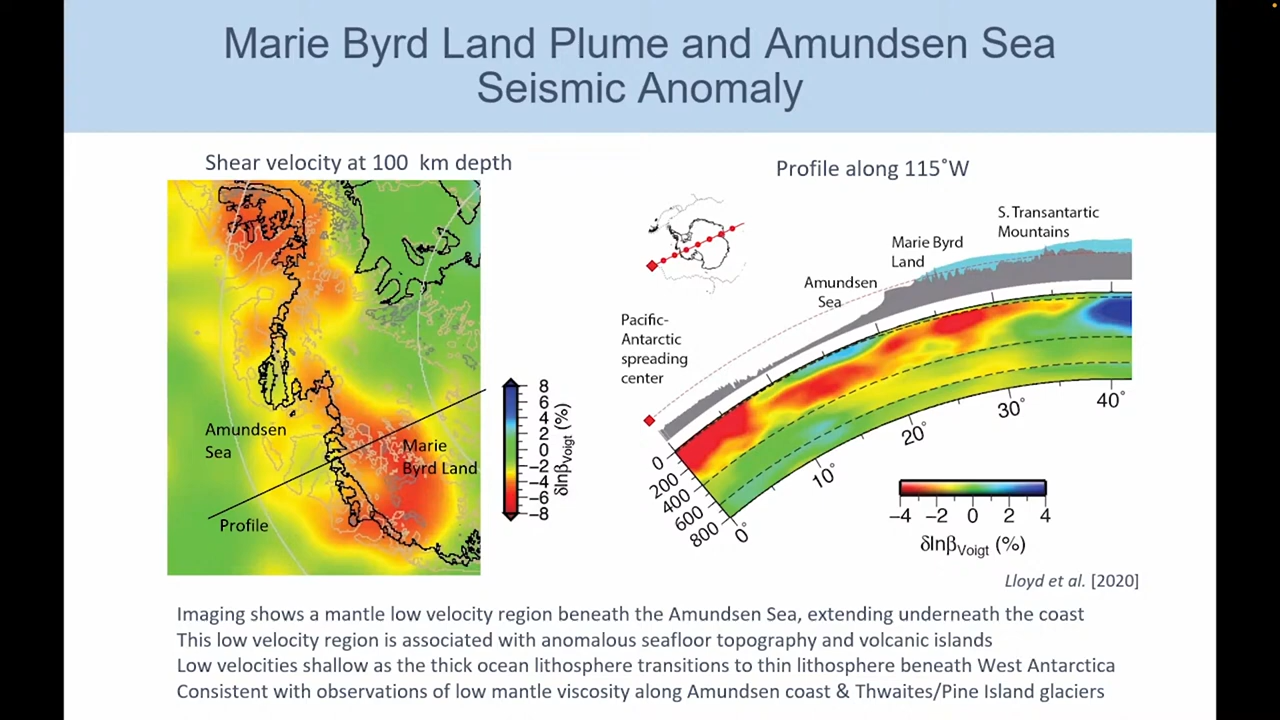 Marie Byrd Land Plume and Amundsen Sea
Seismic Anomaly
Shear velocity at 100 km depth
Amundsen
Sea
Marie
Byrd Land
Profile
8
6
4
2
0
−2
−4
−6
−8
δlnβVoigt (%)
Profile along 115˚W
S. Transantartic
Mountains
Marie Byrd
Land
Amundsen
Sea
Pacific-
Antarctic
spreading
center
0
200
400
600
800
0°
10°
20°
30°
40°
−4 −2 0 2 4
δlnβVoigt (%)
Lloyd et al. [2020]
Imaging shows a mantle low velocity region beneath the Amundsen Sea, extending underneath the coast
This low velocity region is associated with anomalous seafloor topography and volcanic islands
Low velocities shallow as the thick ocean lithosphere transitions to thin lithosphere beneath West Antarctica
Consistent with observations of low mantle viscosity along Amundsen coast & Thwaites/Pine Island glaciers